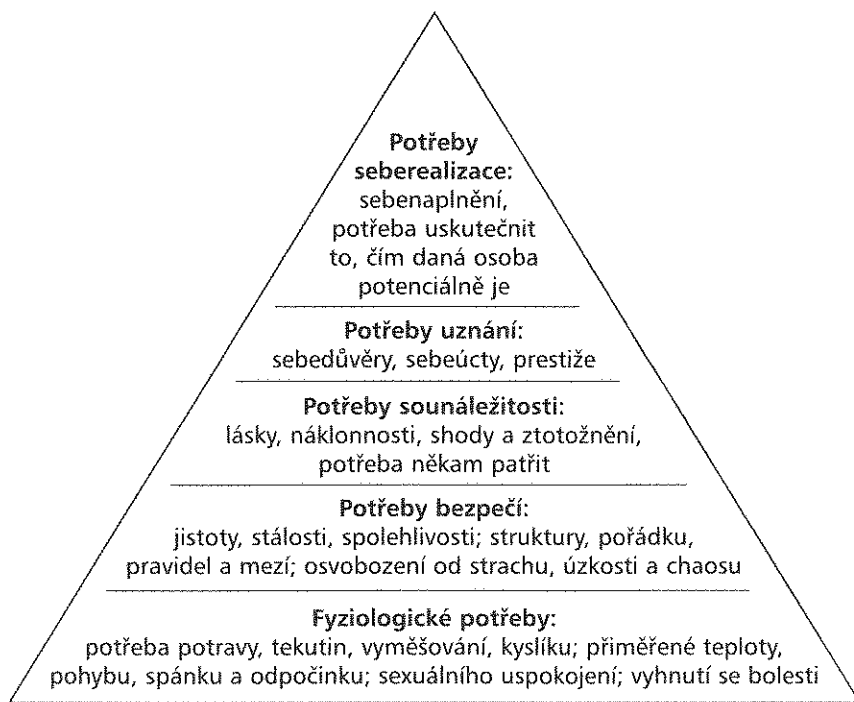 Potřeby
seberealizace:
sebenaplnění,
potřeba uskutečnit
to, čím daná osoba
potenciálně je
Potřeby uznání:
sebedůvěry, sebeúcty, prestiže
Potřeby sounáležitosti:
lásky, náklonnosti, shody a ztotožnění,
potřeba někam patřit
Potřeby bezpečí:
jistoty, stálosti, spolehlivosti; struktury, pořádku,
pravidel a mezí; osvobození od strachu, úzkosti a chaosu
Fyziologické potřeby:
potřeba potravy, tekutin, vyměšování, kyslíku; přiměřené teploty,
pohybu, spánku a odpočinku; sexuálního uspokojení; vyhnutí se bolesti